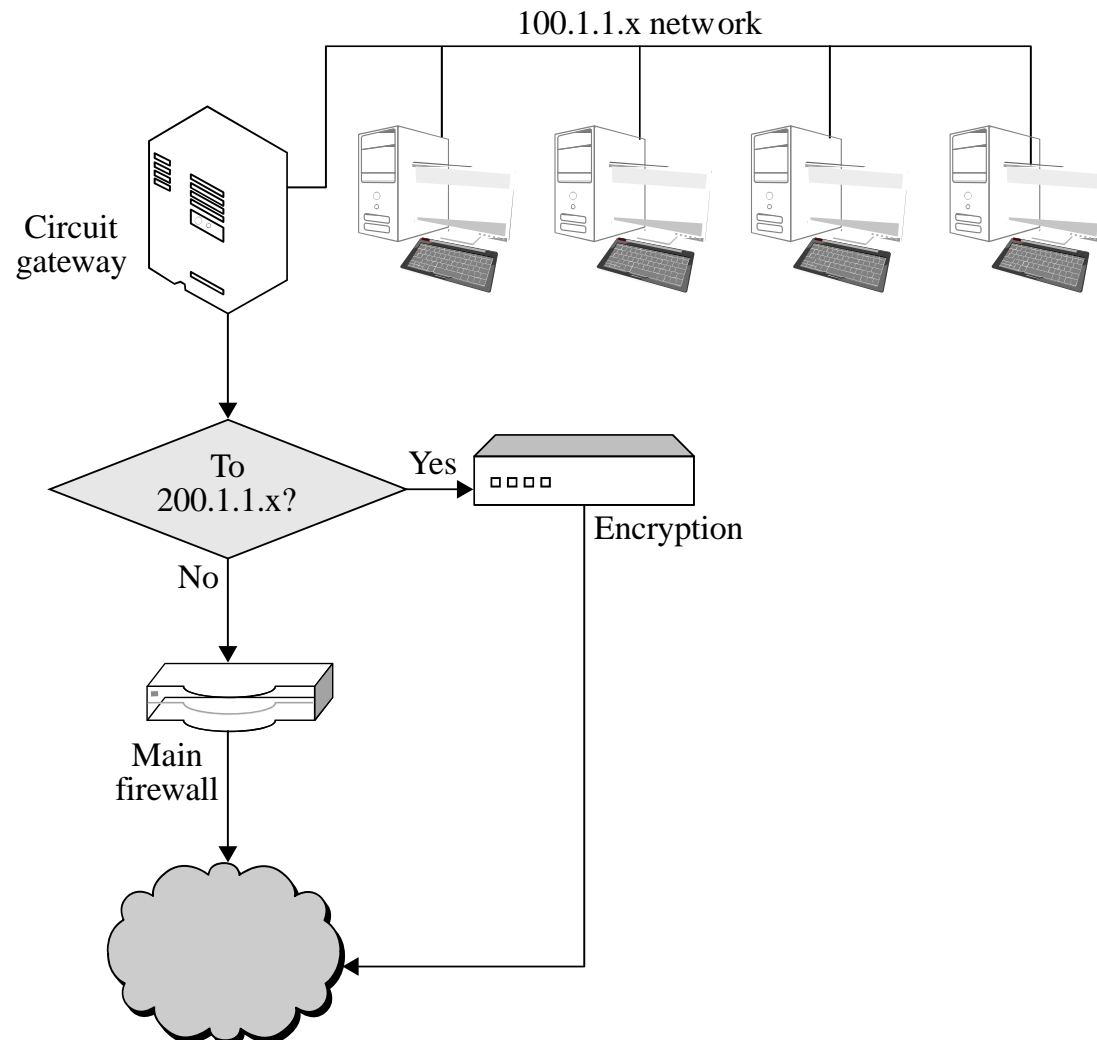 100.1.1.x network
Circuit
gateway
To
200.1.1.x?
Yes
Encryption
No
Main
firewall